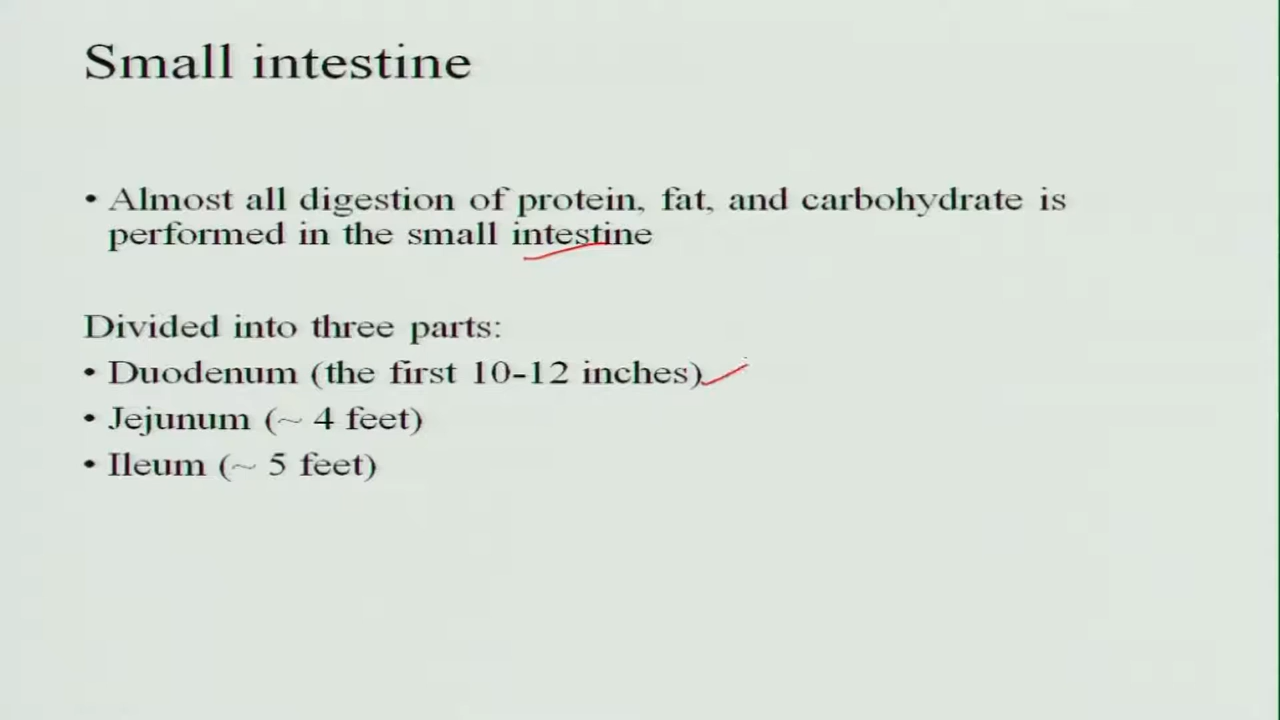 Small intestine
• Almost all digestion of protein, fat, and carbohydrate is
performed in the small intestine
Divided into three parts:
• Duodenum (the first 10-12 inches)
• Jejunum (~ 4 feet)
• Ileum (~ 5 feet)